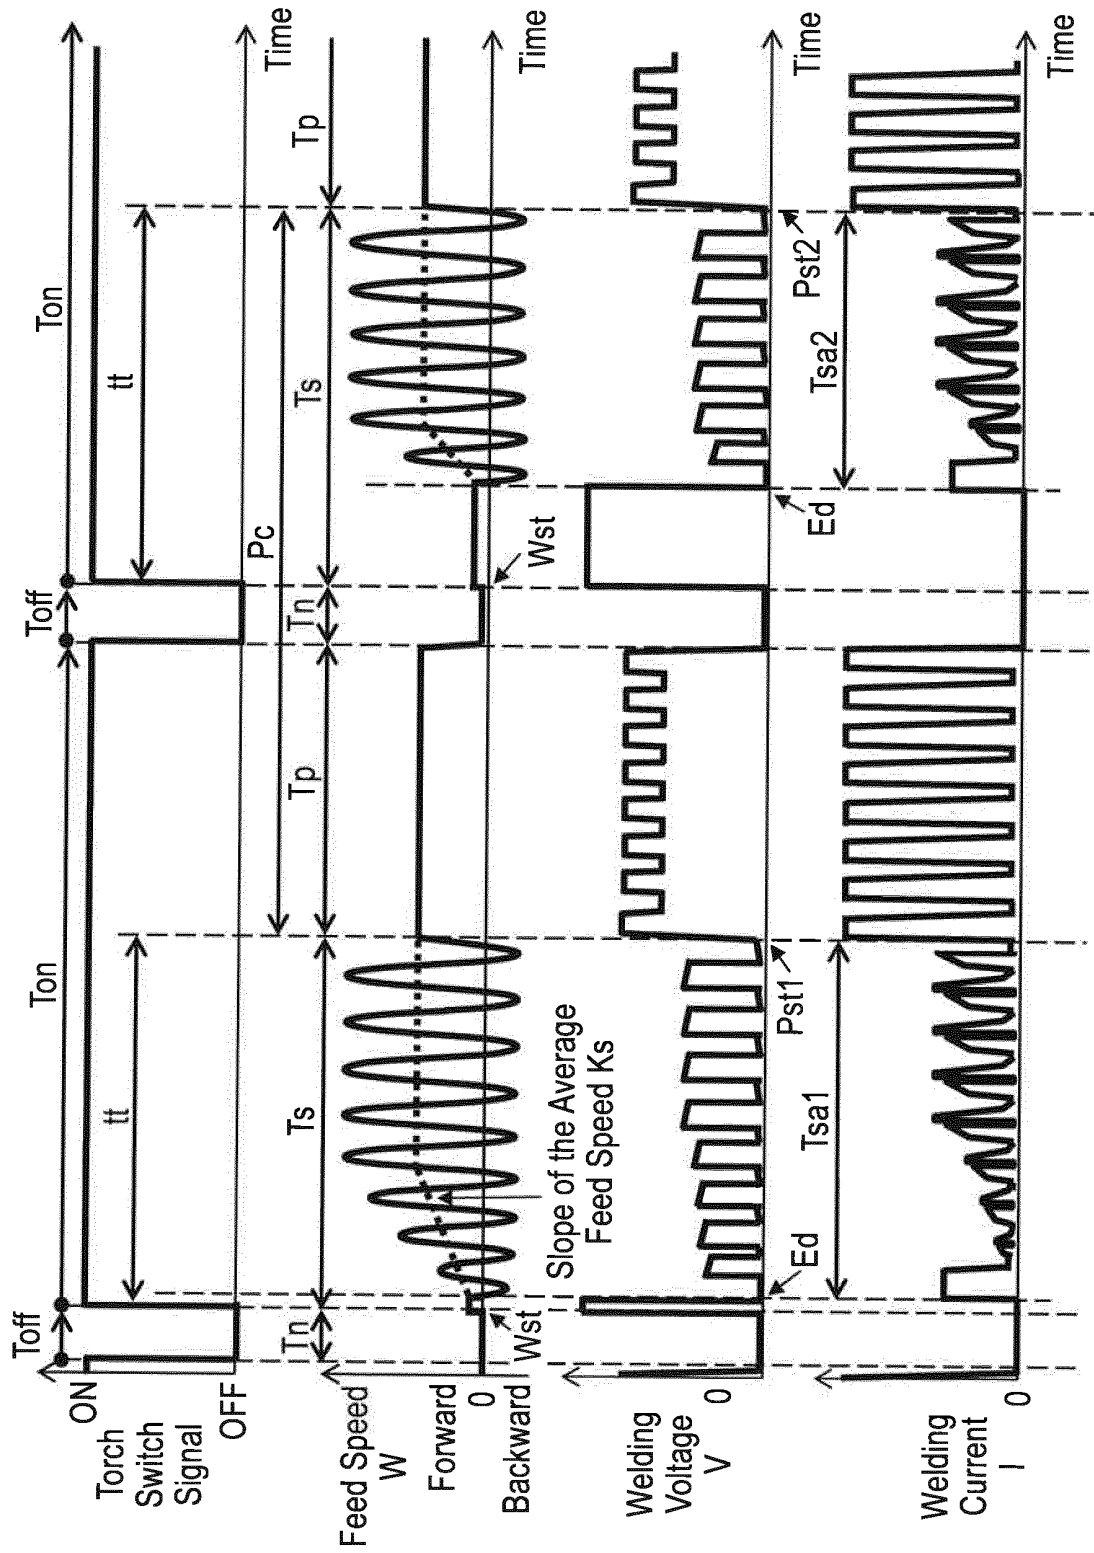 Toff
Ton
Toff
Ton
ON
Torch
Switch
Signal
OFF
tt
tt
Time
Pc
Tn
Ts
Tp
Tn
Ts
Tp
Feed Speed
W
Forward
0
Backward
Wst
Slope of the Average
Feed Speed Ks
Wst
Time
Welding
Voltage
V
0
Ed
Pst1
Ed
Pst2
Time
Tsa1
Tsa2
Welding
Current
I
0
Time